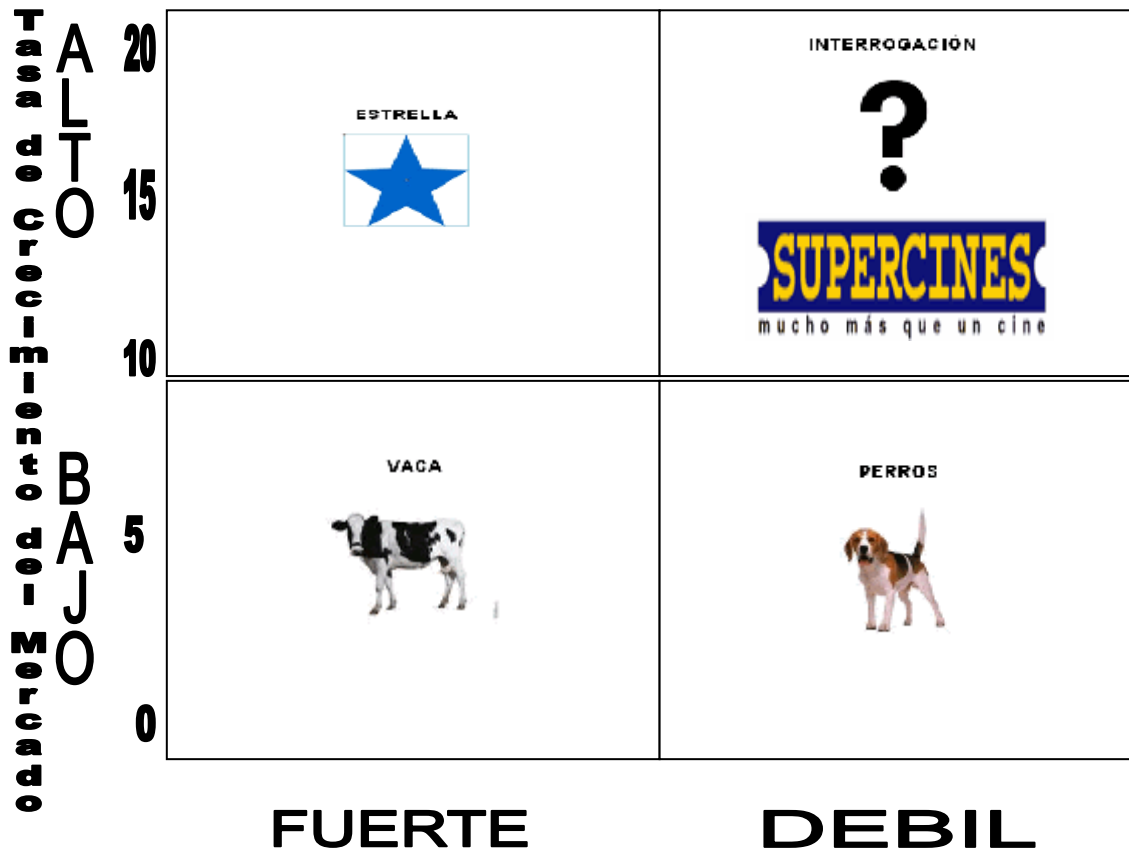 Tasa de Crecimiento del Mercado
ALTO
20
15
10
BAJO
5
0
ESTRELLA
INTERROGACIÓN
?
SUPERCINES
mucho más que un cine
VACA
PERROS
FUERTE
DEBIL